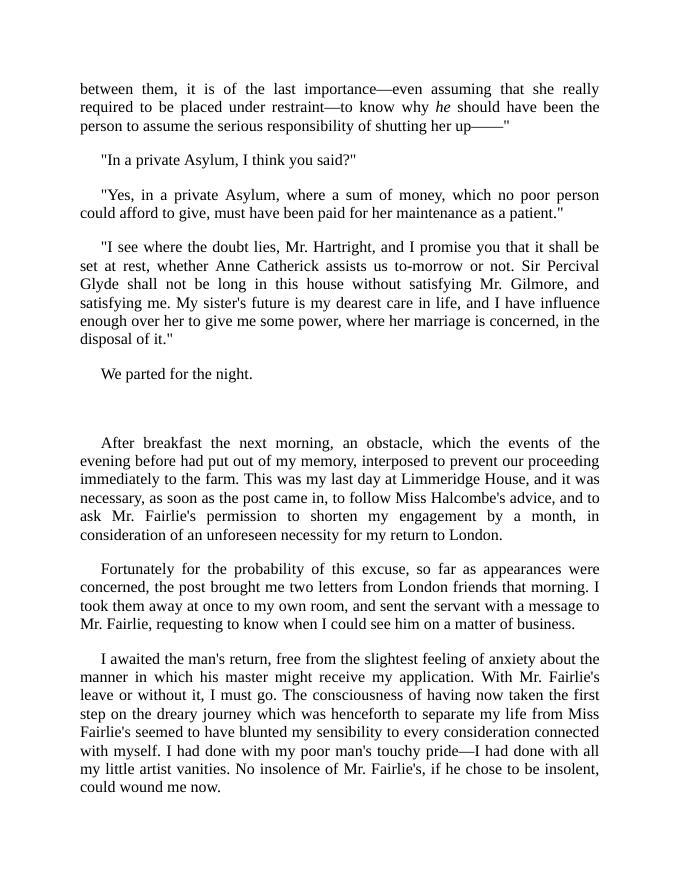 between them, it is of the last importance—even assuming that she really
required to be placed under restraint—to know why he should have been the
person to assume the serious responsibility of shutting her up——"
"In a private Asylum, I think you said?"
"Yes, in a private Asylum, where a sum of money, which no poor person
could afford to give, must have been paid for her maintenance as a patient."
"I see where the doubt lies, Mr. Hartright, and I promise you that it shall be
set at rest, whether Anne Catherick assists us to-morrow or not. Sir Percival
Glyde shall not be long in this house without satisfying Mr. Gilmore, and
satisfying me. My sister's future is my dearest care in life, and I have influence
enough over her to give me some power, where her marriage is concerned, in the
disposal of it."
We parted for the night.
After breakfast the next morning, an obstacle, which the events of the
evening before had put out of my memory, interposed to prevent our proceeding
immediately to the farm. This was my last day at Limmeridge House, and it was
necessary, as soon as the post came in, to follow Miss Halcombe's advice, and to
ask Mr. Fairlie's permission to shorten my engagement by a month, in
consideration of an unforeseen necessity for my return to London.
Fortunately for the probability of this excuse, so far as appearances were
concerned, the post brought me two letters from London friends that morning. I
took them away at once to my own room, and sent the servant with a message to
Mr. Fairlie, requesting to know when I could see him on a matter of business.
I awaited the man's return, free from the slightest feeling of anxiety about the
manner in which his master might receive my application. With Mr. Fairlie's
leave or without it, I must go. The consciousness of having now taken the first
step on the dreary journey which was henceforth to separate my life from Miss
Fairlie's seemed to have blunted my sensibility to every consideration connected
with myself. I had done with my poor man's touchy pride—I had done with all
my little artist vanities. No insolence of Mr. Fairlie's, if he chose to be insolent,
could wound me now.